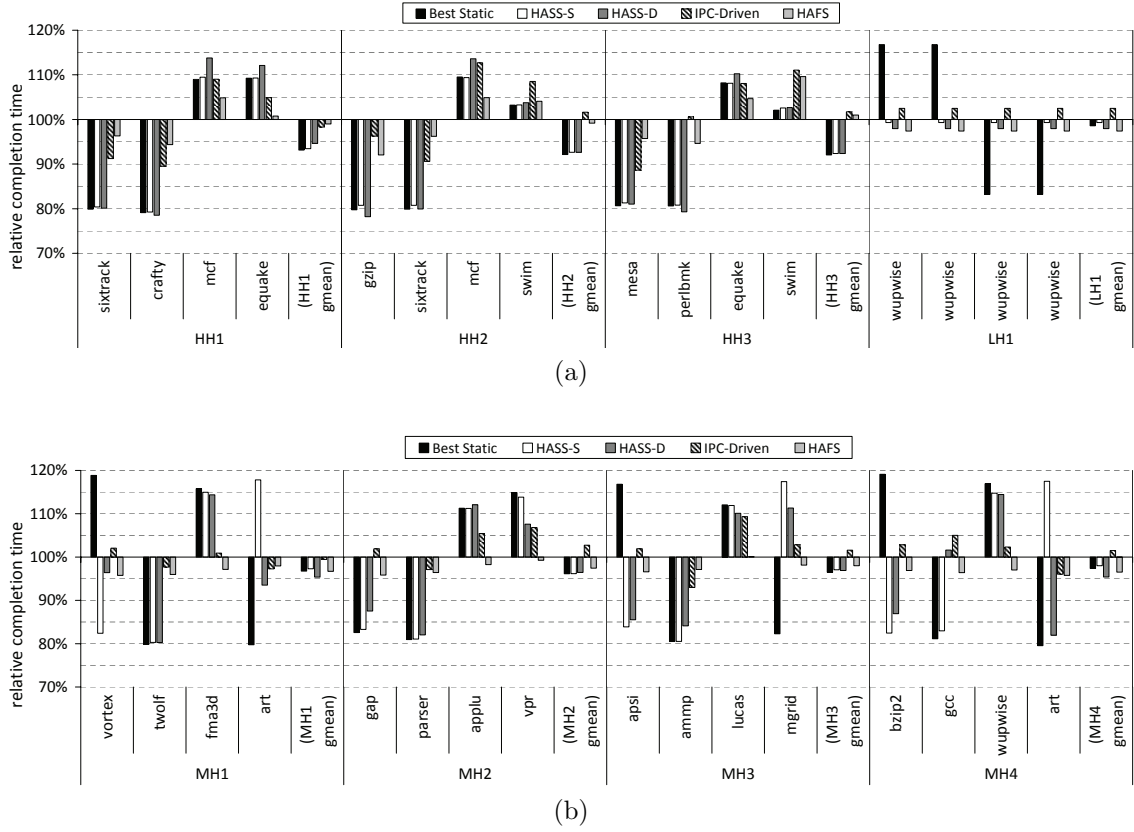 Best Static HASS-S HASS-D IPC-Driven HAFS
relative completion time
120%
110%
100%
90%
80%
70%
sixtrack crafty mcf equake (HH1 gmean) gzip sixtrack mcf swim (HH2 gmean) mesa perlbmk equake swim (HH3 gmean) wupwise wupwise wupwise wupwise (LH1 gmean)
HH1 HH2 HH3 LH1
(a)
Best Static HASS-S HASS-D IPC-Driven HAFS
relative completion time
120%
110%
100%
90%
80%
70%
vortex twolf fma3d art (MH1 gmean) gap parser applu vpr (MH2 gmean) apsi ammp lucas mgrid (MH3 gmean) bzip2 gcc wupwise art (MH4 gmean)
MH1 MH2 MH3 MH4
(b)